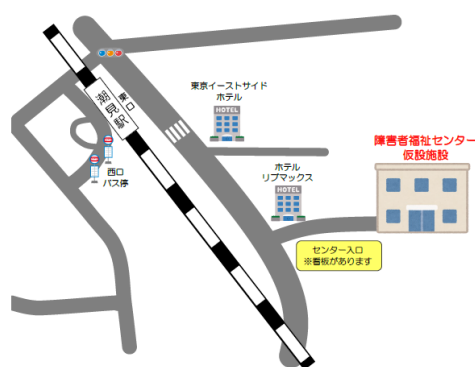 東口
潮見駅
東京イーストサイド
ホテル
HOTEL
障害者福祉センター
仮設施設
西口
バス停
ホテル
リブマックス
HOTEL
センター入口
※看板があります